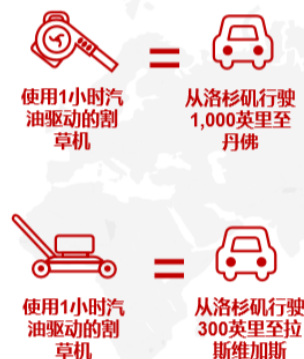 使用1小时汽
油驱动的割
草机
从洛杉矶行驶
1,000英里至
丹佛
使用1小时汽
油驱动的割
草机
从洛杉矶行驶
300英里至拉
斯维加斯